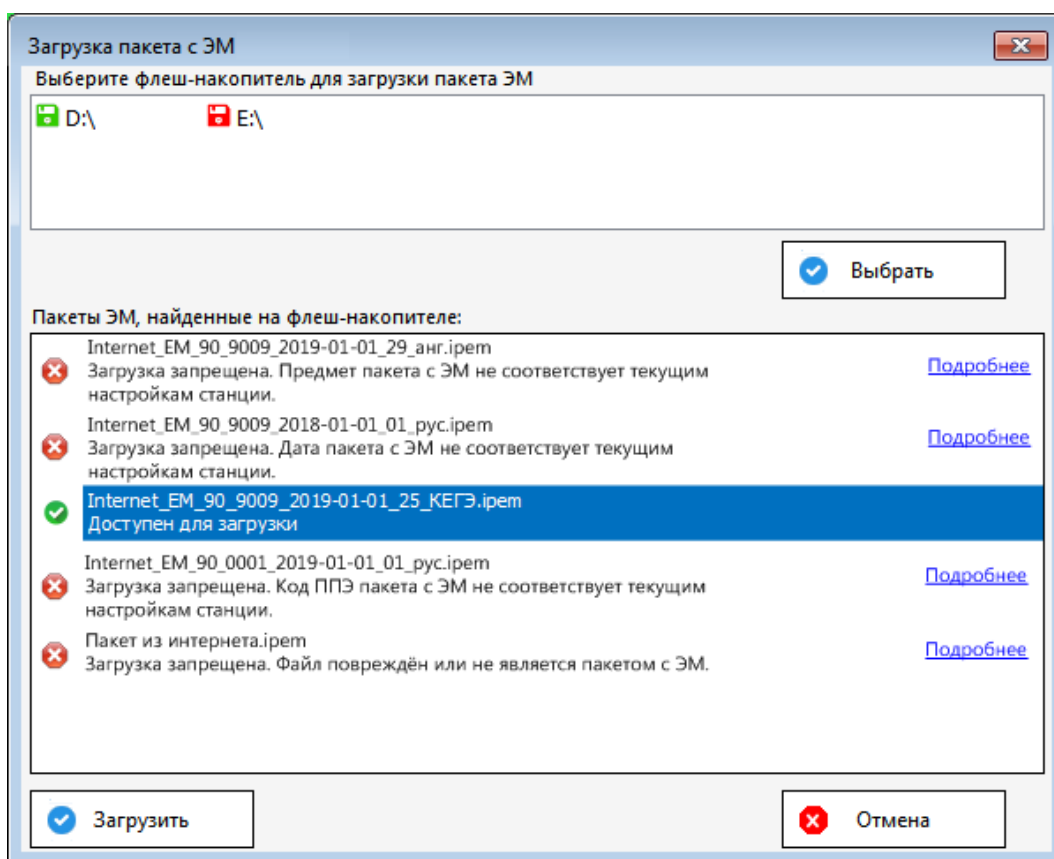 Загрузка пакета с ЭМ
Выберите флеш-накопитель для загрузки пакета ЭМ
D:\ E:\
Выбрать
Пакеты ЭМ, найденные на флеш-накопителе:
Internet_EM_90_9009_2019-01-01_29_анг.ipem
Загрузка запрещена. Предмет пакета с ЭМ не соответствует текущим
настройкам станции.
Подробнее
Internet_EM_90_9009_2018-01-01_01_рус.ipem
Загрузка запрещена. Дата пакета с ЭМ не соответствует текущим
настройкам станции.
Подробнее
Internet_EM_90_9009_2019-01-01_25_КЕГЭ.ipem
Доступен для загрузки
Internet_EM_90_0001_2019-01-01_01_рус.ipem
Загрузка запрещена. Код ППЭ пакета с ЭМ не соответствует текущим
настройкам станции.
Подробнее
Пакет из интернета.ipem
Загрузка запрещена. Файл повреждён или не является пакетом с ЭМ.
Подробнее
Загрузить
Отмена